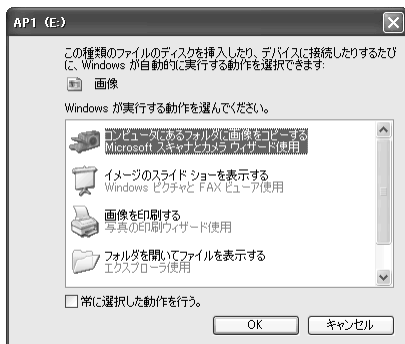 AP1 (E:)
この種類のファイルのディスクを挿入したり、デバイスに接続したりするたび
に、Windows が自動的に実行する動作を選択できます:
画像
Windows が実行する動作を選んでください。
コンピュータにあるフォルダに画像をコピーする
Microsoft スキャナとカメラ ウィザード使用
イメージのスライド ショーを表示する
Windows ピクチャと FAX ビューア使用
画像を印刷する
写真の印刷ウィザード使用
フォルダを開いてファイルを表示する
エクスプローラ使用
常に選択した動作を行う。
OK
キャンセル